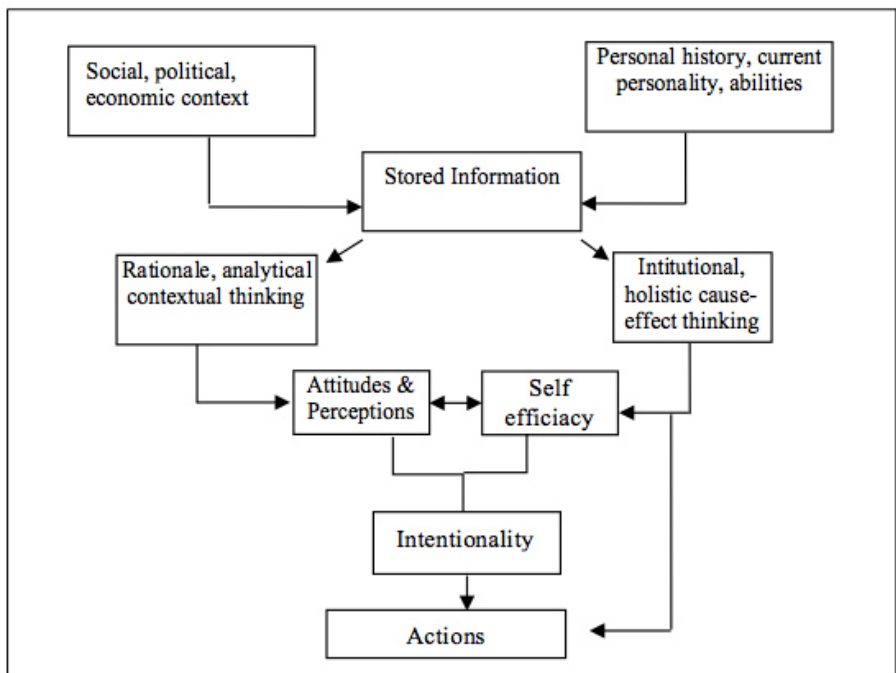 Social, political,
economic context
Personal history, current
personality, abilities
Stored Information
Rationale, analytical
contextual thinking
Intitutional,
holistic cause-
effect thinking
Attitudes &
Perceptions
Self
efficiacy
Intentionality
Actions